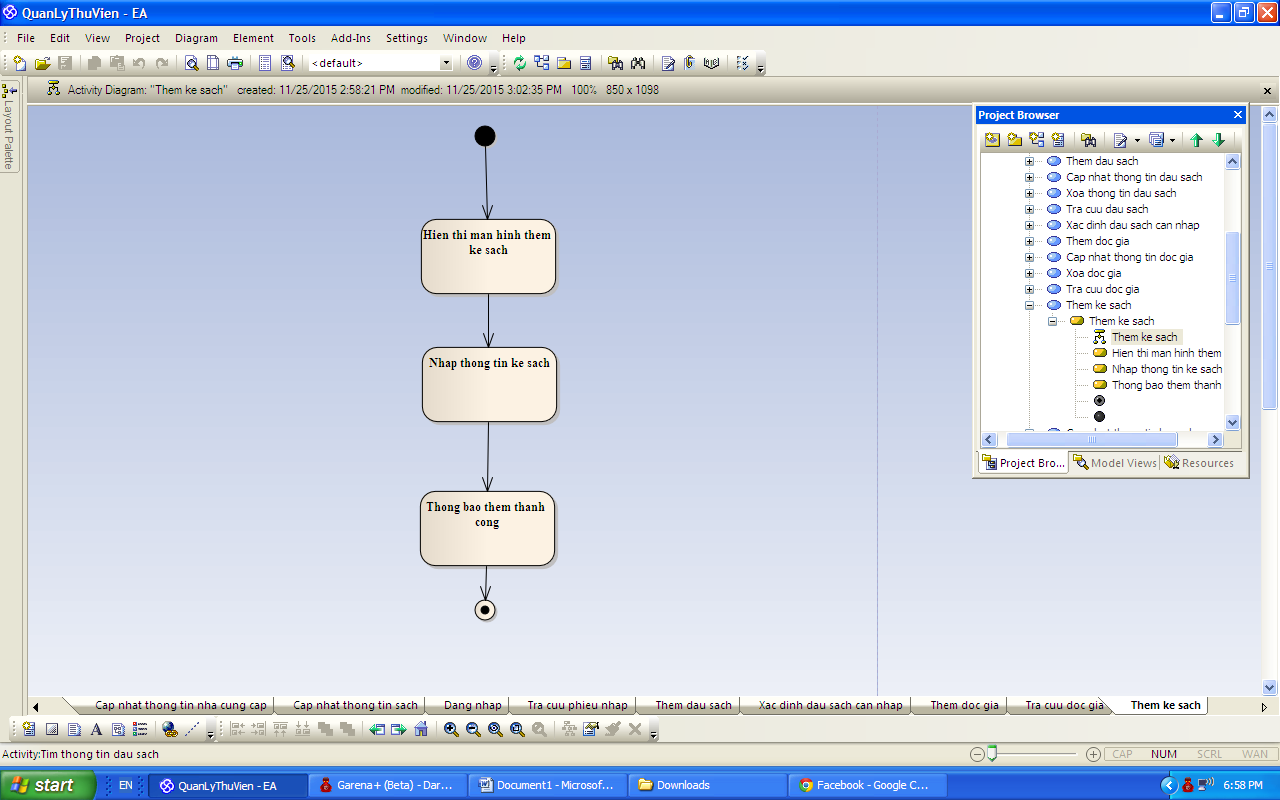 QuanLyThuVien - EA
File Edit View Project Diagram Element Tools Add-Ins Settings Window Help
<default>
Activity Diagram: "Them ke sach" created: 11/25/2015 2:58:21 PM modified: 11/25/2015 3:02:35 PM 100% 850 x 1098
Layout Palette
Hien thi man hinh them
ke sach
Nhap thong tin ke sach
Thong bao them thanh
cong
Project Browser
Them dau sach
Cap nhat thong tin dau sach
Xoa thong tin dau sach
Tra cuu dau sach
Xac dinh dau sach can nhap
Them doc gia
Cap nhat thong tin doc gia
Xoa doc gia
Tra cuu doc gia
Them ke sach
Them ke sach
Them ke sach
Hien thi man hinh them
Nhap thong tin ke sach
Thong bao them thanh
Project Bro... Model Views Resources
Cap nhat thong tin nha cung cap Cap nhat thong tin sach Dang nhap Tra cuu phieu nhap Them dau sach Xac dinh dau sach can nhap Them doc gia Tra cuu doc gia Them ke sach
Activity:Tim thong tin dau sach CAP NUM SCRL WAN
start EN QuanLyThuVien - EA Garena+ (Beta) - Dar... Document1 - Microsof... Downloads Facebook - Google C... 6:58 PM